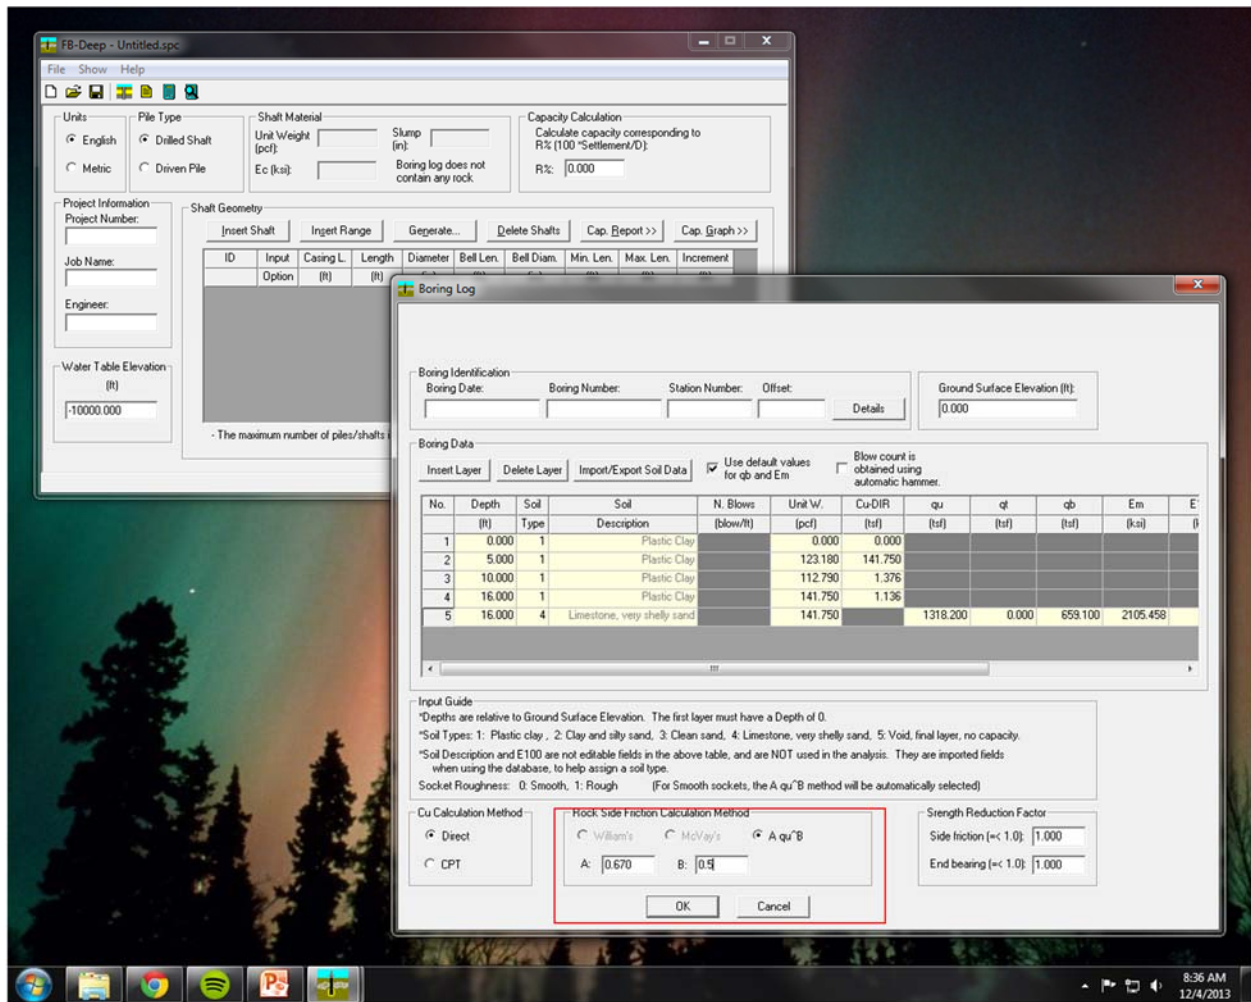 FB-Deep - Untitled.spc
File Show Help
Units
English
Metric
Pile Type
Drilled Shaft
Driven Pile
Shaft Material
Unit Weight (pcf):
Slump (in):
Ec (ksi):
Boring log does not
contain any rock
Capacity Calculation
Calculate capacity corresponding to
R% (100 *Settlement/D):
R%: 0.000
Project Information
Project Number:
Job Name:
Engineer:
Water Table Elevation
(ft)
-10000.000
Shaft Geometry
Insert Shaft Insert Range Generate... Delete Shafts Cap. Report >> Cap. Graph >>
ID Input Casing L. Length Diameter Bell Len. Bell Diam. Min. Len. Max. Len. Increment
Option (ft) (ft)
- The maximum number of piles/shafts i
Boring Log
Boring Identification
Boring Date: Boring Number: Station Number: Offset:
Details
Ground Surface Elevation (ft):
0.000
Boring Data
Insert Layer Delete Layer Import/Export Soil Data
Use default values
for qb and Em
Blow count is
obtained using
automatic hammer.
No. Depth Soil Soil N. Blows Unit W. Cu-DIR qu qt qb Em E
(ft) Type Description (blow/ft) (pcf) (tsf) (tsf) (tsf) (tsf) (ksi)
1 0.000 1 Plastic Clay 0.000 0.000
2 5.000 1 Plastic Clay 123.180 141.750
3 10.000 1 Plastic Clay 112.790 1.376
4 16.000 1 Plastic Clay 141.750 1.136
5 16.000 4 Limestone, very shelly sand 141.750 1318.200 0.000 659.100 2105.458
Input Guide
*Depths are relative to Ground Surface Elevation. The first layer must have a Depth of 0.
*Soil Types: 1: Plastic clay , 2: Clay and silty sand, 3: Clean sand, 4: Limestone, very shelly sand, 5: Void, final layer, no capacity.
*Soil Description and E100 are not editable fields in the above table, and are NOT used in the analysis. They are imported fields
when using the database, to help assign a soil type.
Socket Roughness: 0: Smooth, 1: Rough (For Smooth sockets, the A qu^B method will be automatically selected)
Cu Calculation Method
Direct
CPT
Rock Side Friction Calculation Method
William's McVay's A qu^B
A: 0.670 B: 0.5
Srength Reduction Factor
Side friction (=< 1.0): 1.000
End bearing (=< 1.0): 1.000
OK Cancel
8:36 AM
12/4/2013